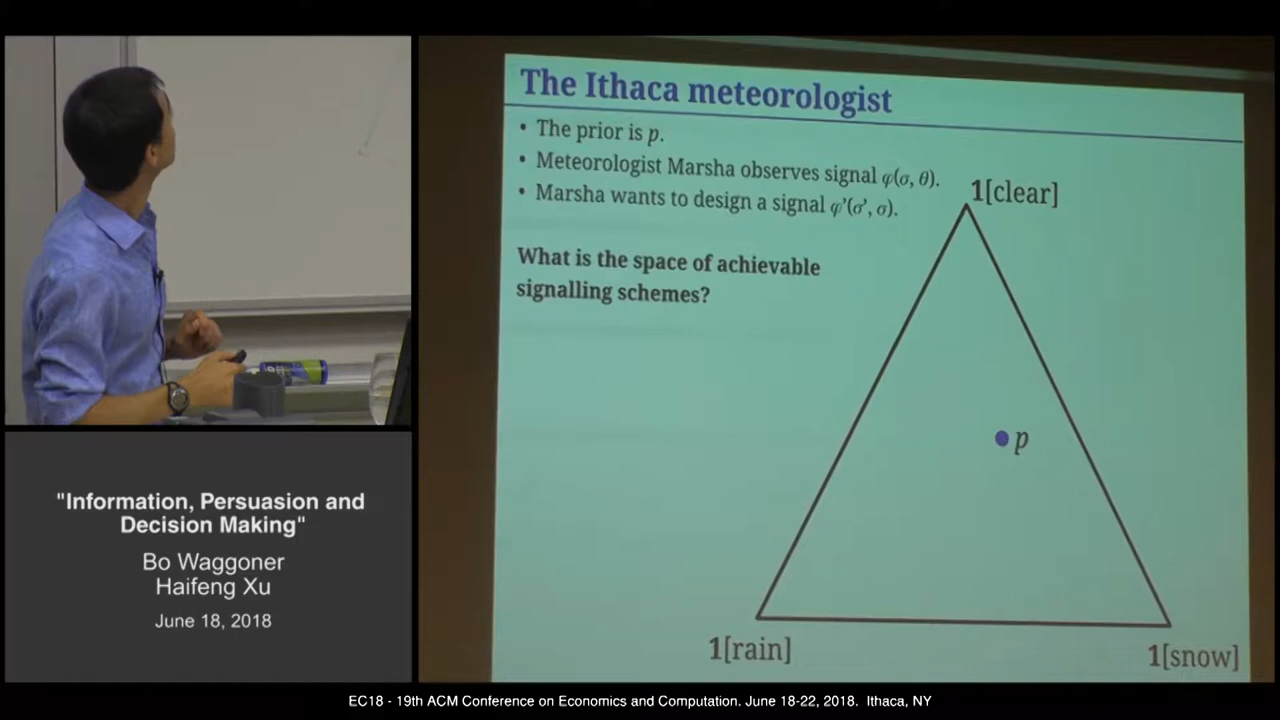 The Ithaca meteorologist
• The prior is p.
• Meteorologist Marsha observes signal φ(σ, θ).
• Marsha wants to design a signal φ’(σ’, σ).
What is the space of achievable
signalling schemes?
1[clear]
p
1[rain]
1[snow]
"Information, Persuasion and
Decision Making"
Bo Waggoner
Haifeng Xu
June 18, 2018
EC18 - 19th ACM Conference on Economics and Computation. June 18-22, 2018. Ithaca, NY